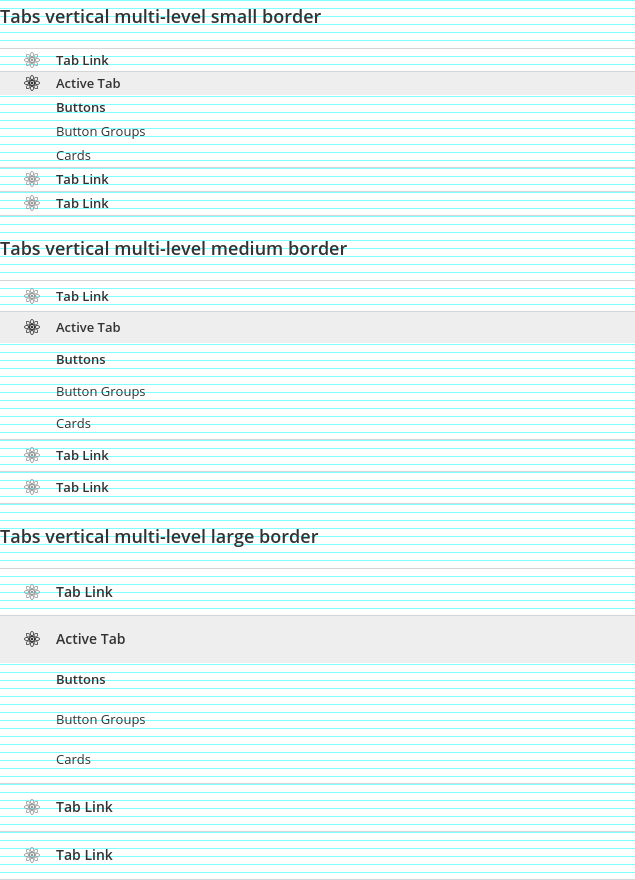 Tabs vertical multi-level small border
Tab Link
Active Tab
Buttons
Button Groups
Cards
Tab Link
Tab Link
Tabs vertical multi-level medium border
Tab Link
Active Tab
Buttons
Button Groups
Cards
Tab Link
Tab Link
Tabs vertical multi-level large border
Tab Link
Active Tab
Buttons
Button Groups
Cards
Tab Link
Tab Link